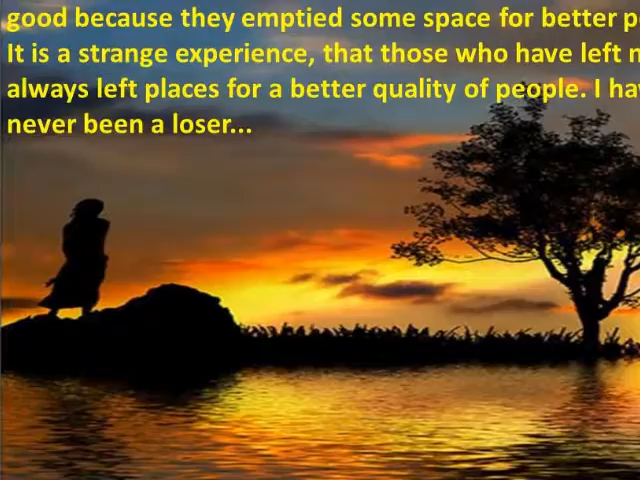 good because they emptied some space for better p
It is a strange experience, that those who have left m
always left places for a better quality of people. I hav
never been a loser...